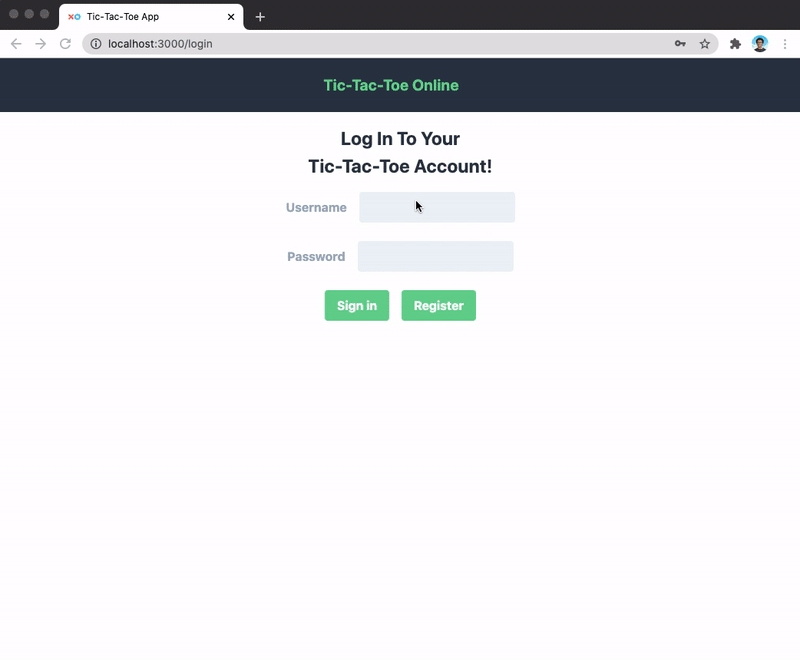 Tic-Tac-Toe App
localhost:3000/login
Tic-Tac-Toe Online
Log In To Your
Tic-Tac-Toe Account!
Username
Password
Sign in Register